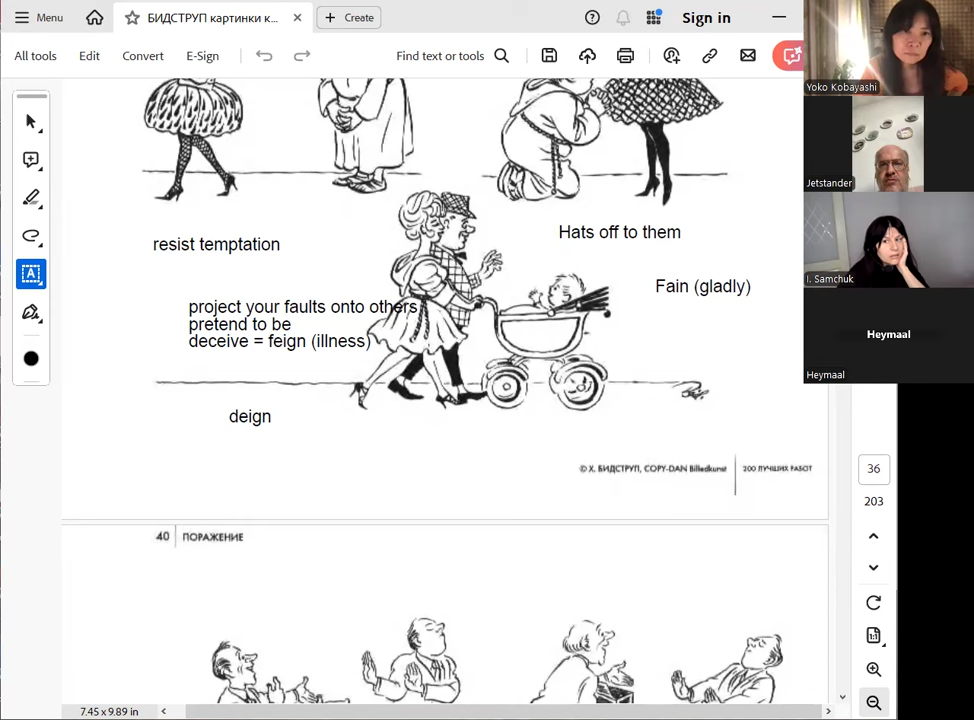 Menu
БИДСТРУП картинки к...
Create
Sign in
All tools
Edit
Convert
E-Sign
Find text or tools
Yoko Kobayashi
Jetstander
I. Samchuk
Heymaal
Heymaal
resist temptation
Hats off to them
Fain (gladly)
project your faults onto others
pretend to be
deceive = feign (illness)
deign
© Х. БИДСТРУП, COPY-DAN Billedkunst
200 ЛУЧШИХ РАБОТ
36
203
40
ПОРАЖЕНИЕ
1:1
7.45 x 9.89 in